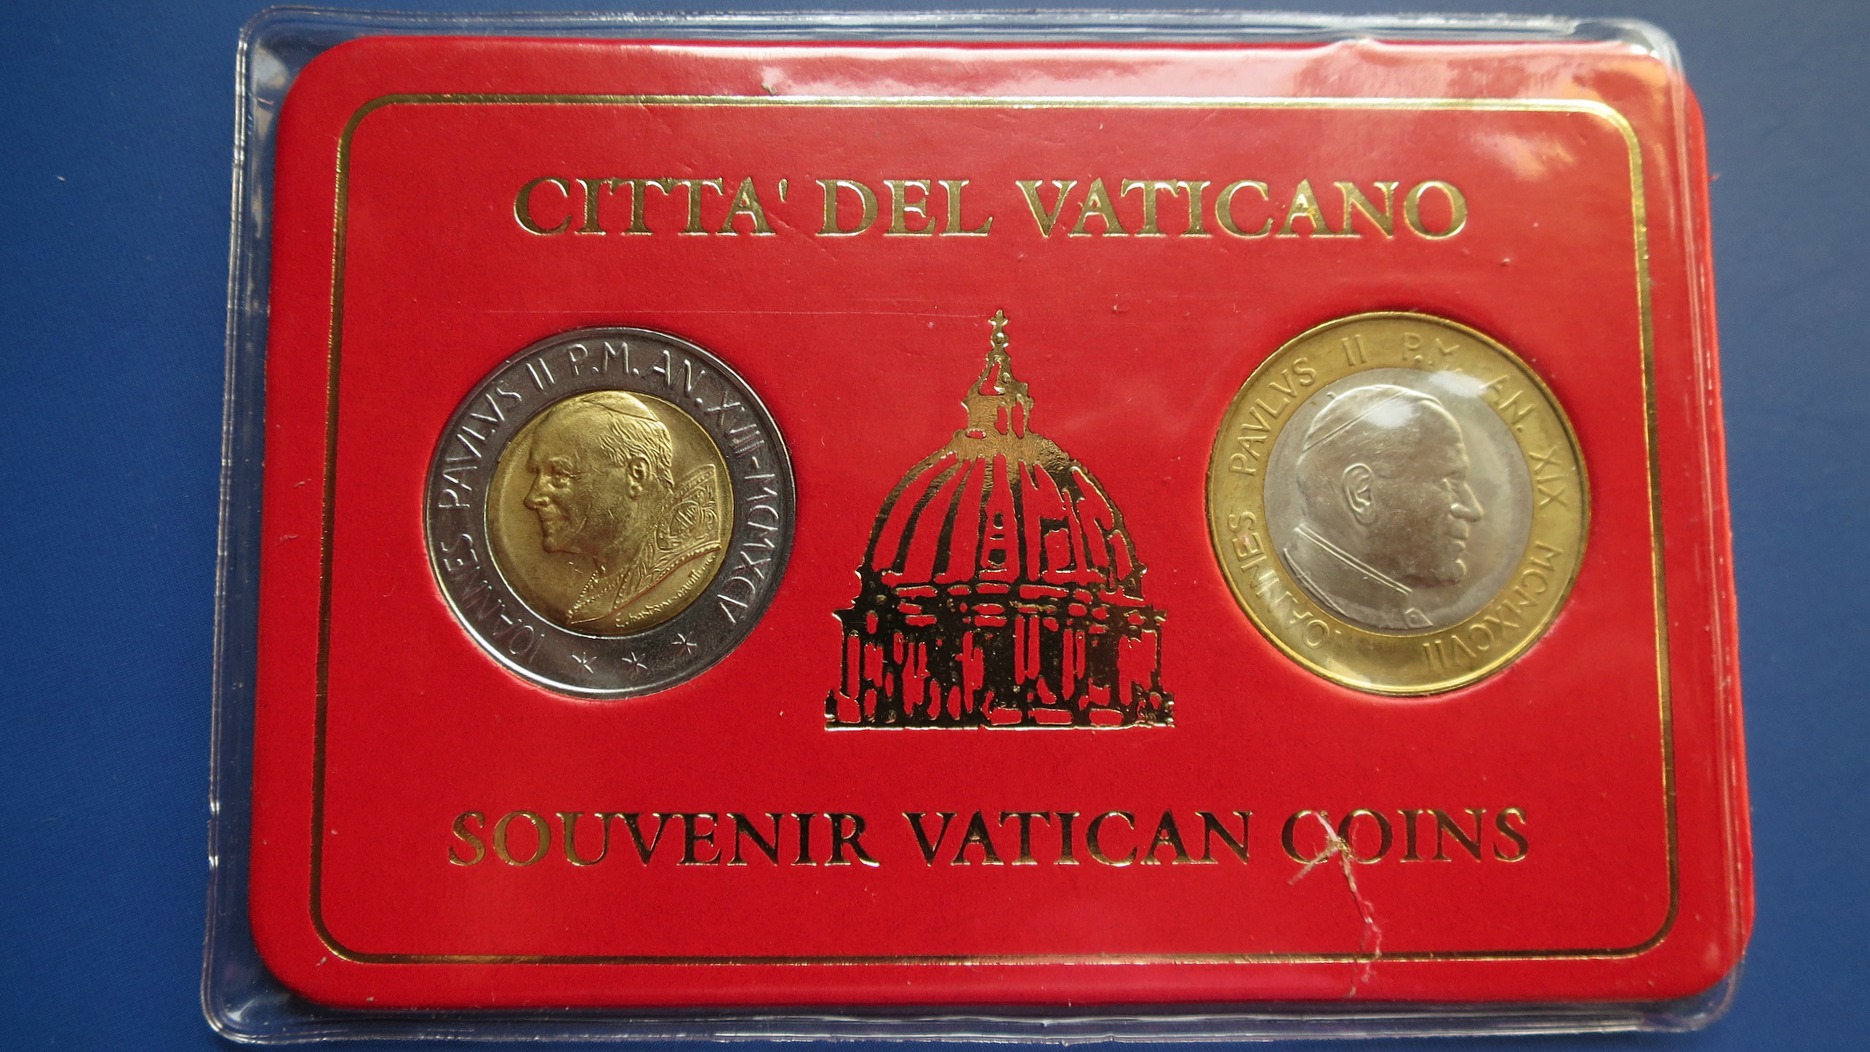 CITTA' DEL VATICANO
IOANNES PAVLVS II P.M. AN. XVII-MCMXCV
IOANNES PAVLVS II P.M. AN. XIX MCMXCVII
SOUVENIR VATICAN COINS